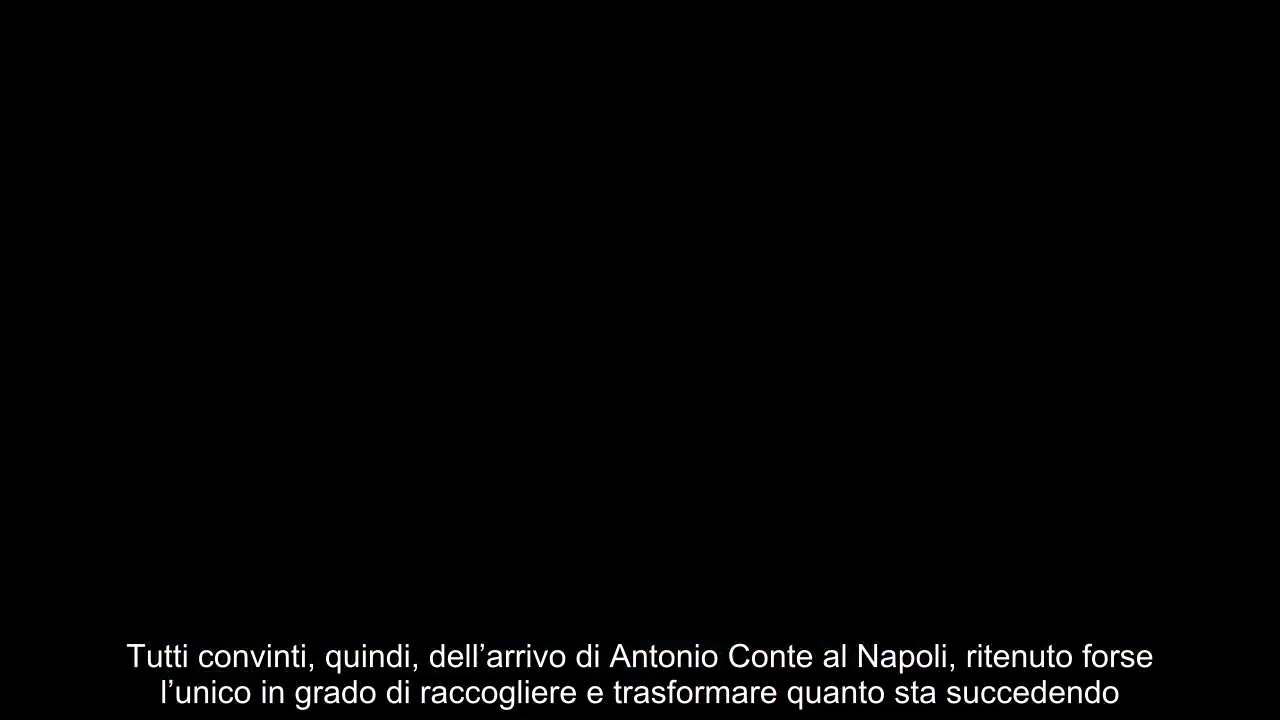 Tutti convinti, quindi, dell’arrivo di Antonio Conte al Napoli, ritenuto forse
l’unico in grado di raccogliere e trasformare quanto sta succedendo